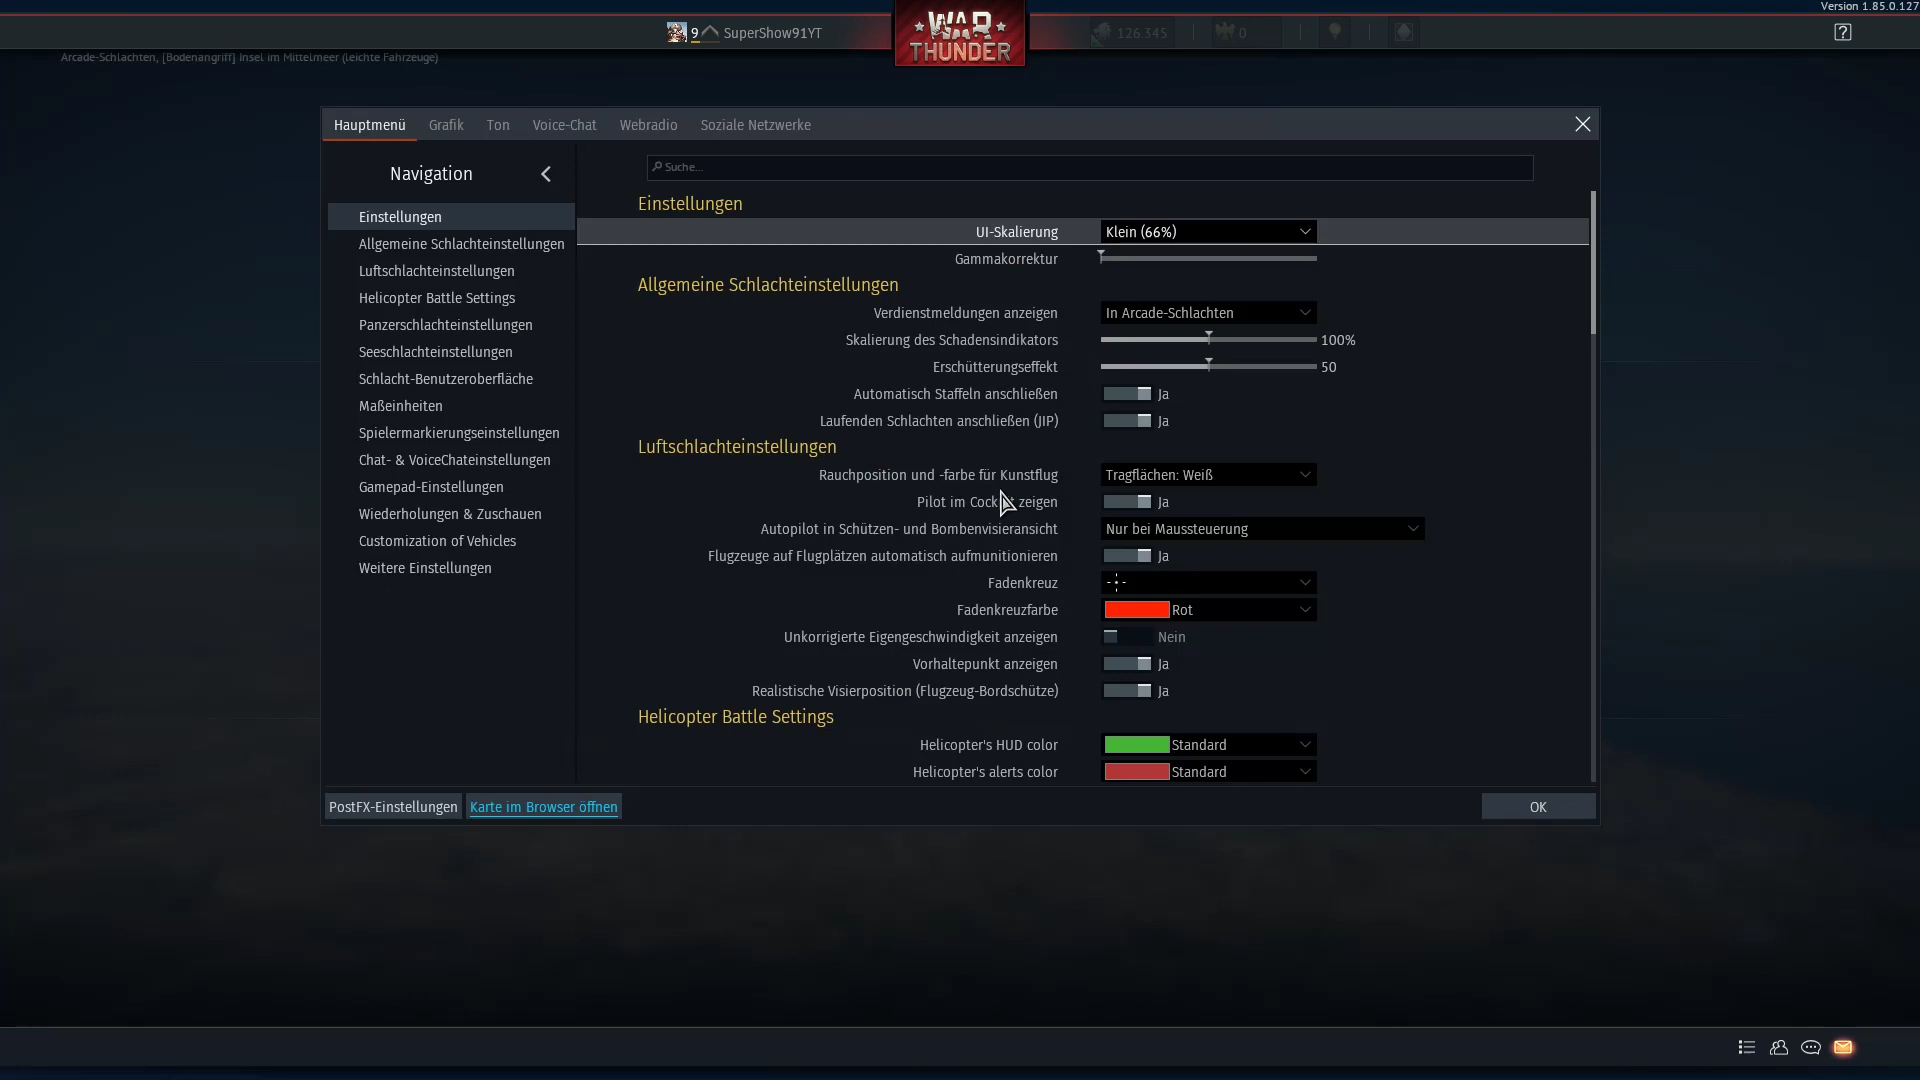 Version 1.85.0.127
9 SuperShow91YT
WAR THUNDER
126.345
0
Arcade-Schlachten, [Bodenangriff] Insel im Mittelmeer (leichte Fahrzeuge)
Hauptmenü Grafik Ton Voice-Chat Webradio Soziale Netzwerke
Navigation
Einstellungen
Allgemeine Schlachteinstellungen
Luftschlachteinstellungen
Helicopter Battle Settings
Panzerschlachteinstellungen
Seeschlachteinstellungen
Schlacht-Benutzeroberfläche
Maßeinheiten
Spielermarkierungseinstellungen
Chat- & VoiceChateinstellungen
Gamepad-Einstellungen
Wiederholungen & Zuschauen
Customization of Vehicles
Weitere Einstellungen
Suche...
Einstellungen
UI-Skalierung Klein (66%)
Gammakorrektur
Allgemeine Schlachteinstellungen
Verdienstmeldungen anzeigen In Arcade-Schlachten
Skalierung des Schadensindikators 100%
Erschütterungseffekt 50
Automatisch Staffeln anschließen Ja
Laufenden Schlachten anschließen (JIP) Ja
Luftschlachteinstellungen
Rauchposition und -farbe für Kunstflug Tragflächen: Weiß
Pilot im Cockpit zeigen Ja
Autopilot in Schützen- und Bombenvisieransicht Nur bei Maussteuerung
Flugzeuge auf Flugplätzen automatisch aufmunitionieren Ja
Fadenkreuz
Fadenkreuzfarbe Rot
Unkorrigierte Eigengeschwindigkeit anzeigen Nein
Vorhaltepunkt anzeigen Ja
Realistische Visierposition (Flugzeug-Bordschütze) Ja
Helicopter Battle Settings
Helicopter's HUD color Standard
Helicopter's alerts color Standard
PostFX-Einstellungen Karte im Browser öffnen OK